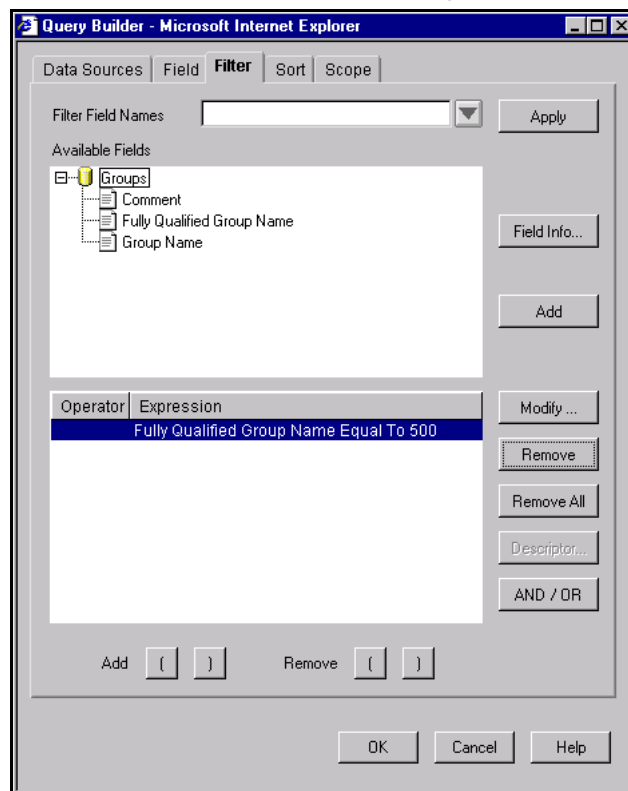 Query Builder - Microsoft Internet Explorer
Data Sources Field Filter Sort Scope
Filter Field Names Apply
Available Fields
Groups
Comment
Fully Qualified Group Name
Group Name
Field Info...
Add
Operator Expression
Fully Qualified Group Name Equal To 500
Modify ...
Remove
Remove All
Descriptor...
AND / OR
Add ( ) Remove ( )
OK Cancel Help